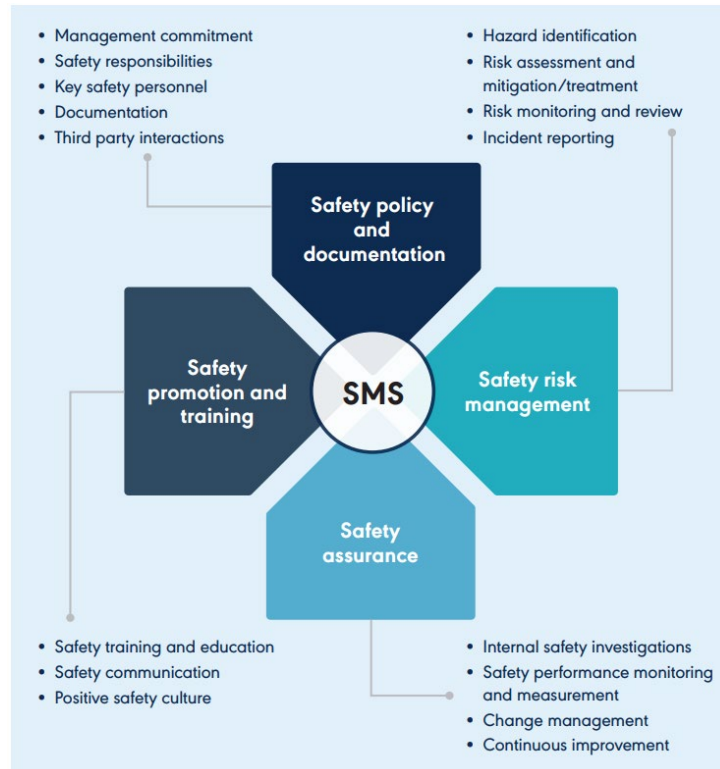 • Management commitment
• Safety responsibilities
• Key safety personnel
• Documentation
• Third party interactions
• Hazard identification
• Risk assessment and
mitigation/treatment
• Risk monitoring and review
• Incident reporting
Safety policy
and
documentation
Safety
promotion and
training
SMS
Safety risk
management
Safety
assurance
• Safety training and education
• Safety communication
• Positive safety culture
• Internal safety investigations
• Safety performance monitoring
and measurement
• Change management
• Continuous improvement